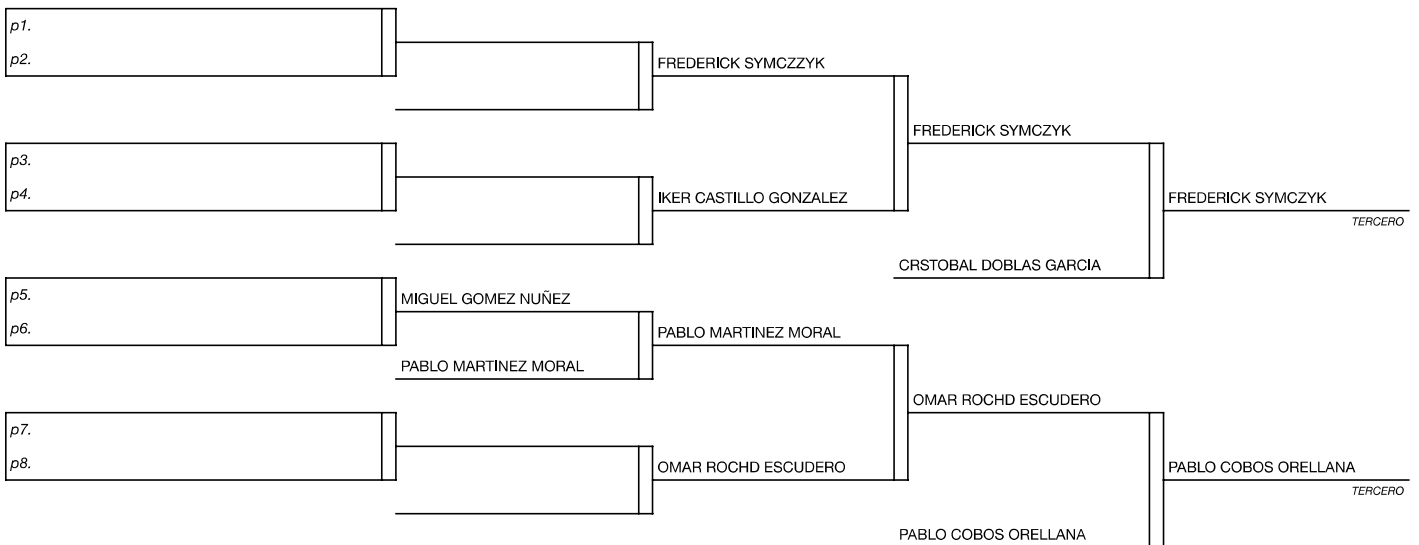 p1.
p2.
FREDERICK SYMCZZYK
FREDERICK SYMCZYK
p3.
p4.
IKER CASTILLO GONZALEZ
FREDERICK SYMCZYK
TERCERO
CRSTOBAL DOBLAS GARCIA
p5.
MIGUEL GOMEZ NUÑEZ
p6.
PABLO MARTINEZ MORAL
PABLO MARTINEZ MORAL
OMAR ROCHD ESCUDERO
p7.
p8.
OMAR ROCHD ESCUDERO
PABLO COBOS ORELLANA
TERCERO
PABLO COBOS ORELLANA